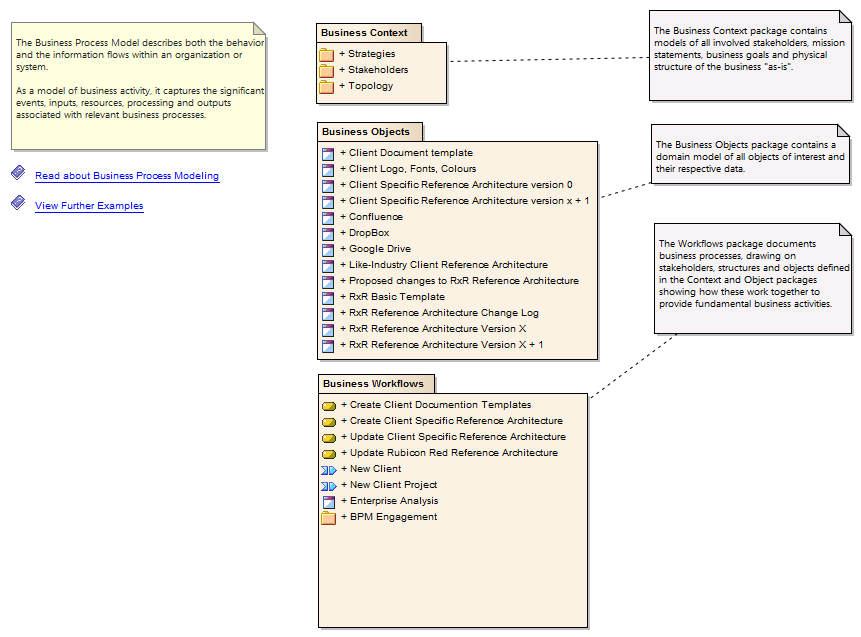 The Business Process Model describes both the behavior
and the information flows within an organization or
system.
As a model of business activity, it captures the significant
events, inputs, resources, processing and outputs
associated with relevant business processes.
Read about Business Process Modeling
View Further Examples
Business Context
+ Strategies
+ Stakeholders
+ Topology
The Business Context package contains
models of all involved stakeholders, mission
statements, business goals and physical
structure of the business "as-is".
Business Objects
+ Client Document template
+ Client Logo, Fonts, Colours
+ Client Specific Reference Architecture version 0
+ Client Specific Reference Architecture version x + 1
+ Confluence
+ DropBox
+ Google Drive
+ Like-Industry Client Reference Architecture
+ Proposed changes to RxR Reference Architecture
+ RxR Basic Template
+ RxR Reference Architecture Change Log
+ RxR Reference Architecture Version X
+ RxR Reference Architecture Version X + 1
The Business Objects package contains a
domain model of all objects of interest and
their respective data.
Business Workflows
+ Create Client Documention Templates
+ Create Client Specific Reference Architecture
+ Update Client Specific Reference Architecture
+ Update Rubicon Red Reference Architecture
+ New Client
+ New Client Project
+ Enterprise Analysis
+ BPM Engagement
The Workflows package documents
business processes, drawing on
stakeholders, structures and objects defined
in the Context and Object packages
showing how these work together to
provide fundamental business activities.